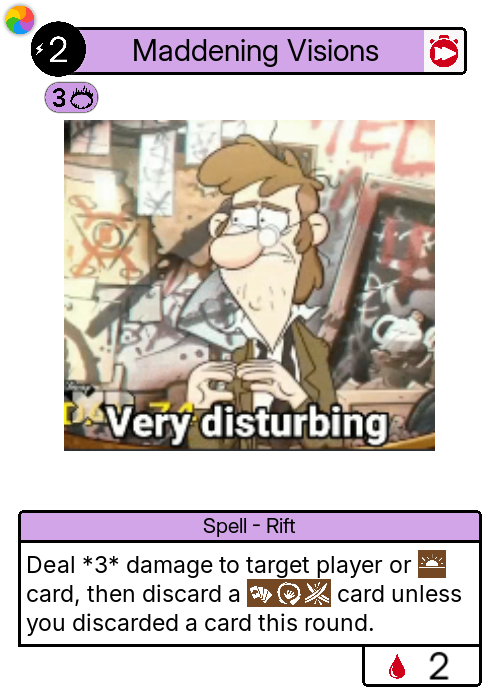 2
Maddening Visions
3
Very disturbing
Spell - Rift
Deal *3* damage to target player or
card, then discard a card unless
you discarded a card this round.
2